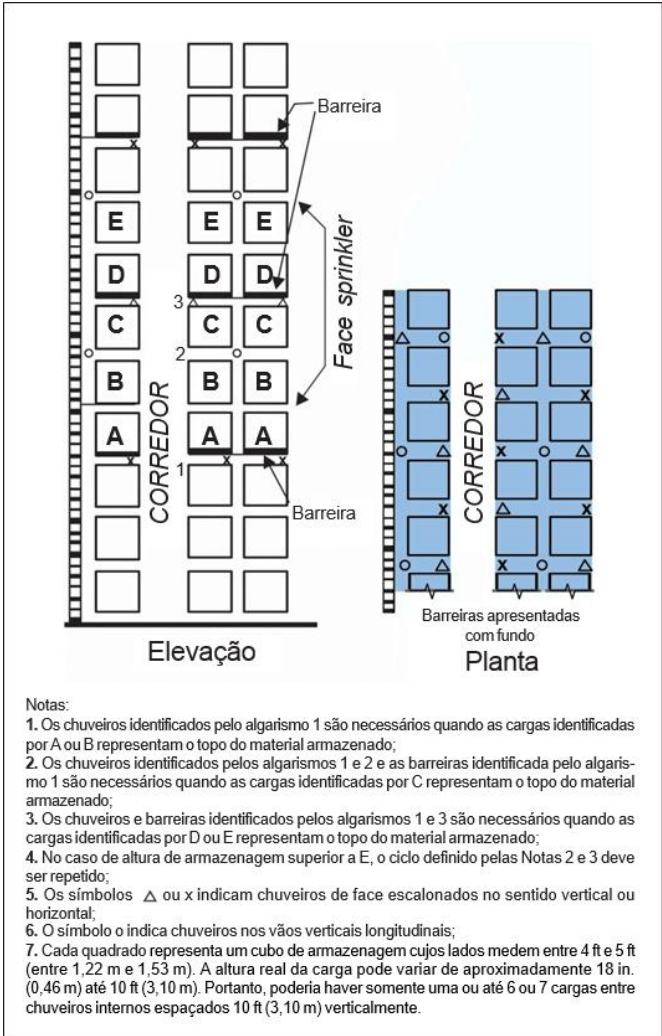 Barreira
E E E
D D D
3
C C C
2
B B B
A A A
1
CORREDOR
Face sprinkler
Barreira
Elevação
CORREDOR
Barreiras apresentadas
com fundo
Planta
Notas:
1. Os chuveiros identificados pelo algarismo 1 são necessários quando as cargas identificadas
por A ou B representam o topo do material armazenado;
2. Os chuveiros identificados pelos algarismos 1 e 2 e as barreiras identificada pelo algaris-
mo 1 são necessários quando as cargas identificadas por C representam o topo do material
armazenado;
3. Os chuveiros e barreiras identificados pelos algarismos 1 e 3 são necessários quando as
cargas identificadas por D ou E representam o topo do material armazenado;
4. No caso de altura de armazenagem superior a E, o ciclo definido pelas Notas 2 e 3 deve
ser repetido;
5. Os símbolos △ ou x indicam chuveiros de face escalonados no sentido vertical ou
horizontal;
6. O símbolo o indica chuveiros nos vãos verticais longitudinais;
7. Cada quadrado representa um cubo de armazenagem cujos lados medem entre 4 ft e 5 ft
(entre 1,22 m e 1,53 m). A altura real da carga pode variar de aproximadamente 18 in.
(0,46 m) até 10 ft (3,10 m). Portanto, poderia haver somente uma ou até 6 ou 7 cargas entre
chuveiros internos espaçados 10 ft (3,10 m) verticalmente.